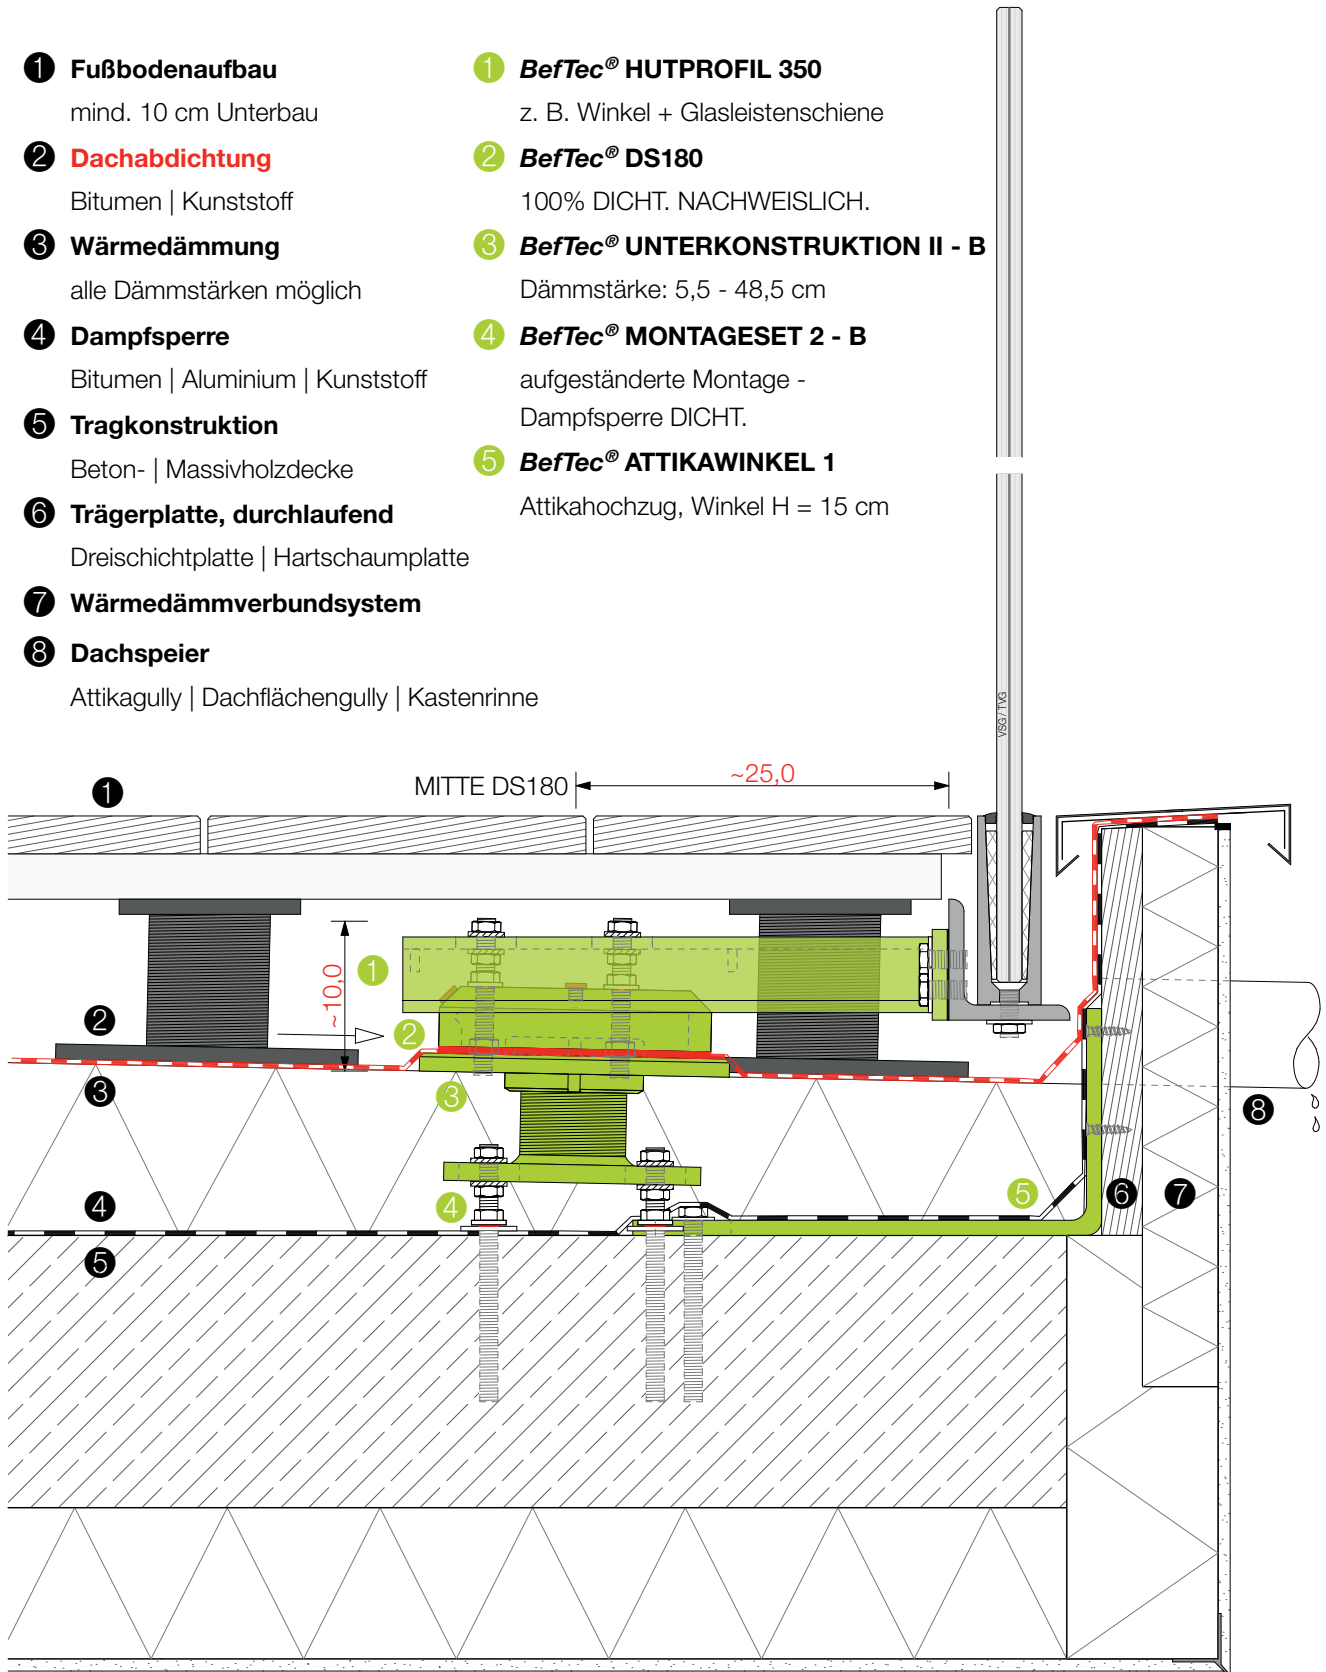 1 Fußbodenaufbau
mind. 10 cm Unterbau
2 Dachabdichtung
Bitumen | Kunststoff
3 Wärmedämmung
alle Dämmstärken möglich
4 Dampfsperre
Bitumen | Aluminium | Kunststoff
5 Tragkonstruktion
Beton- | Massivholzdecke
6 Trägerplatte, durchlaufend
Dreischichtplatte | Hartschaumplatte
7 Wärmedämmverbundsystem
8 Dachspeier
Attikagully | Dachflächengully | Kastenrinne
1 BefTec® HUTPROFIL 350
z. B. Winkel + Glasleistenschiene
2 BefTec® DS180
100% DICHT. NACHWEISLICH.
3 BefTec® UNTERKONSTRUKTION II - B
Dämmstärke: 5,5 - 48,5 cm
4 BefTec® MONTAGESET 2 - B
aufgeständerte Montage -
Dampfsperre DICHT.
5 BefTec® ATTIKAWINKEL 1
Attikahochzug, Winkel H = 15 cm
VSG / TVG
MITTE DS180
~25,0
1
~10,0
1
2
2
3
3
8
4
4
5
6
7
5